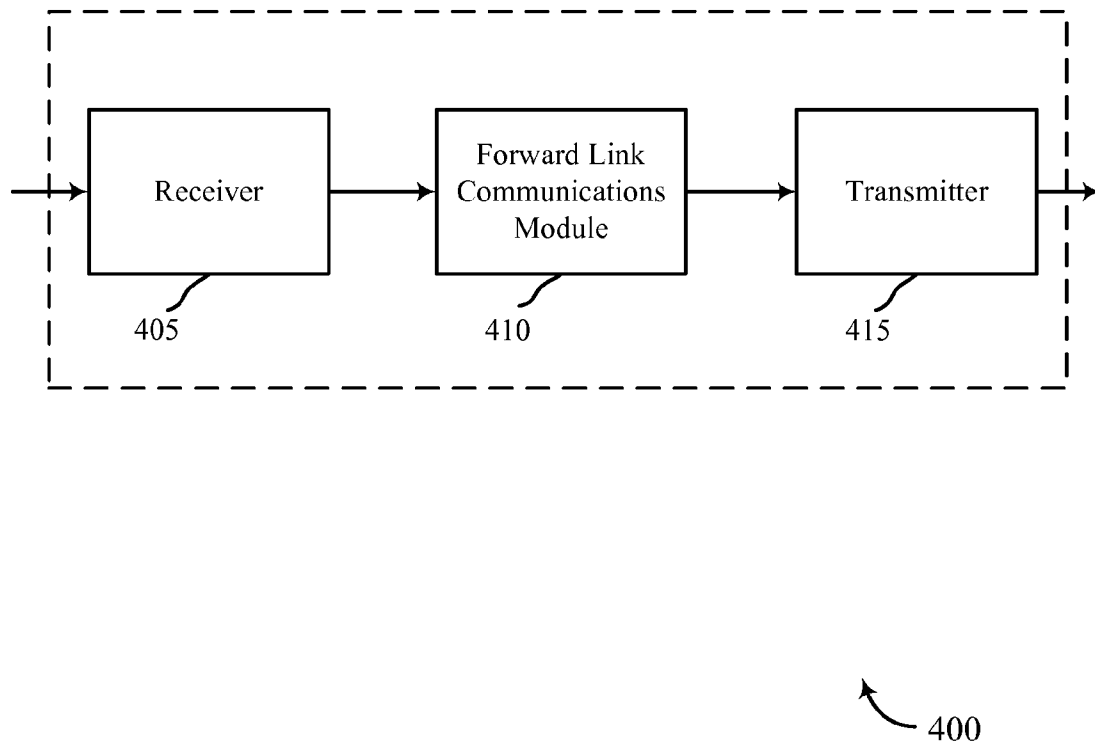 Receiver
Forward Link
Communications
Module
Transmitter
405
410
415
400